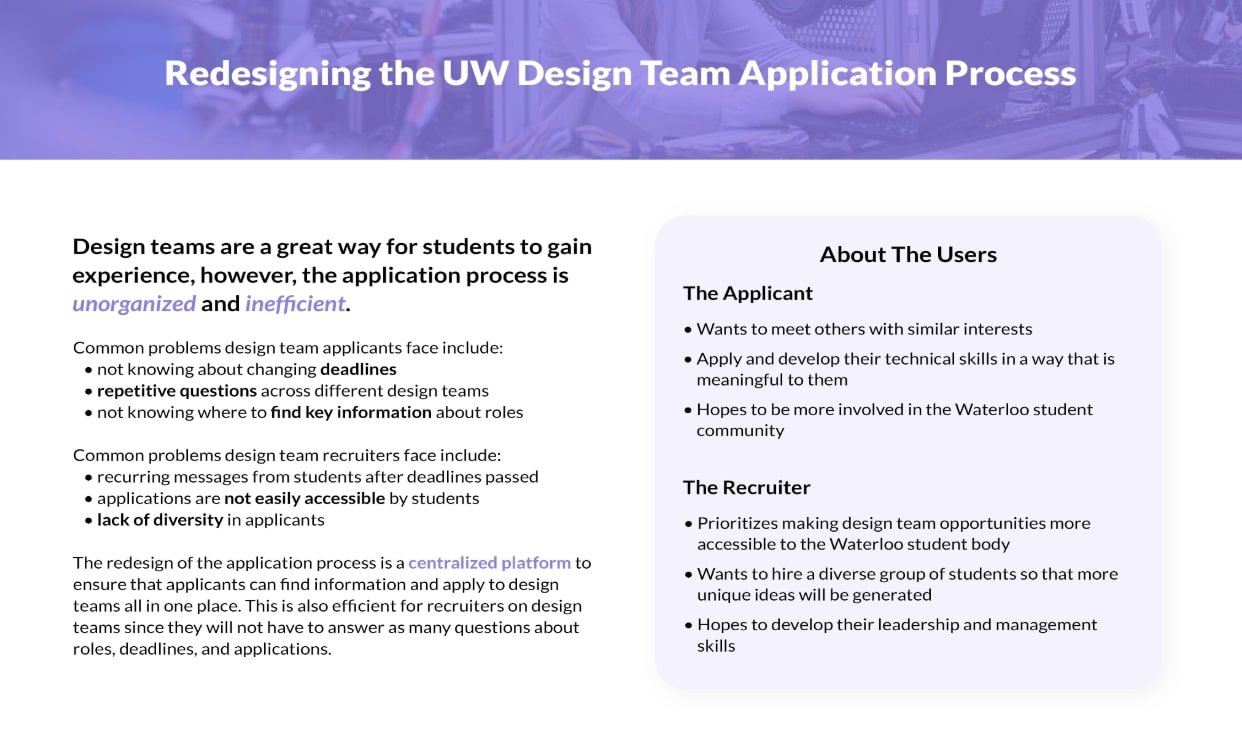 Redesigning the UW Design Team Application Process
Design teams are a great way for students to gain
experience, however, the application process is
unorganized and inefficient.
Common problems design team applicants face include:
• not knowing about changing deadlines
• repetitive questions across different design teams
• not knowing where to find key information about roles
Common problems design team recruiters face include:
• recurring messages from students after deadlines passed
• applications are not easily accessible by students
• lack of diversity in applicants
The redesign of the application process is a centralized platform to
ensure that applicants can find information and apply to design
teams all in one place. This is also efficient for recruiters on design
teams since they will not have to answer as many questions about
roles, deadlines, and applications.
About The Users
The Applicant
• Wants to meet others with similar interests
• Apply and develop their technical skills in a way that is
meaningful to them
• Hopes to be more involved in the Waterloo student
community
The Recruiter
• Prioritizes making design team opportunities more
accessible to the Waterloo student body
• Wants to hire a diverse group of students so that more
unique ideas will be generated
• Hopes to develop their leadership and management
skills